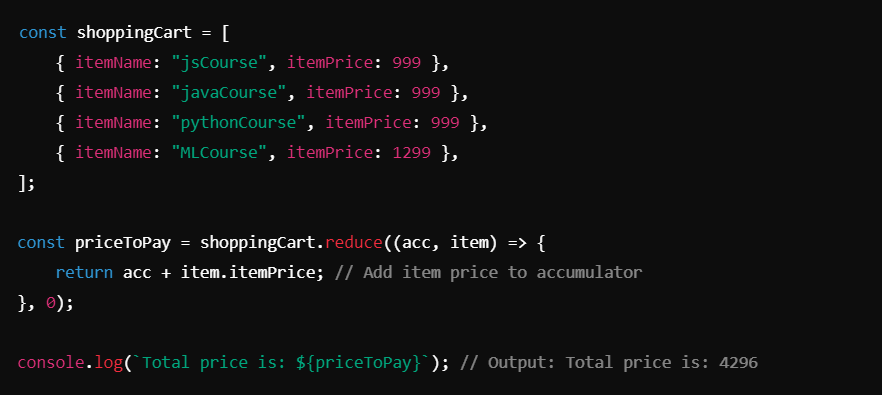 const shoppingCart = [
    { itemName: "jsCourse", itemPrice: 999 },
    { itemName: "javaCourse", itemPrice: 999 },
    { itemName: "pythonCourse", itemPrice: 999 },
    { itemName: "MLCourse", itemPrice: 1299 },
];

const priceToPay = shoppingCart.reduce((acc, item) => {
    return acc + item.itemPrice; // Add item price to accumulator
}, 0);

console.log(`Total price is: ${priceToPay}`); // Output: Total price is: 4296